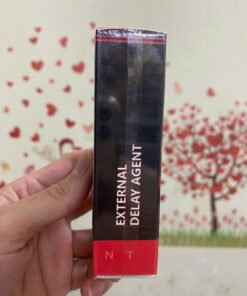 EXTERNAL
DELAY AGENT
N T